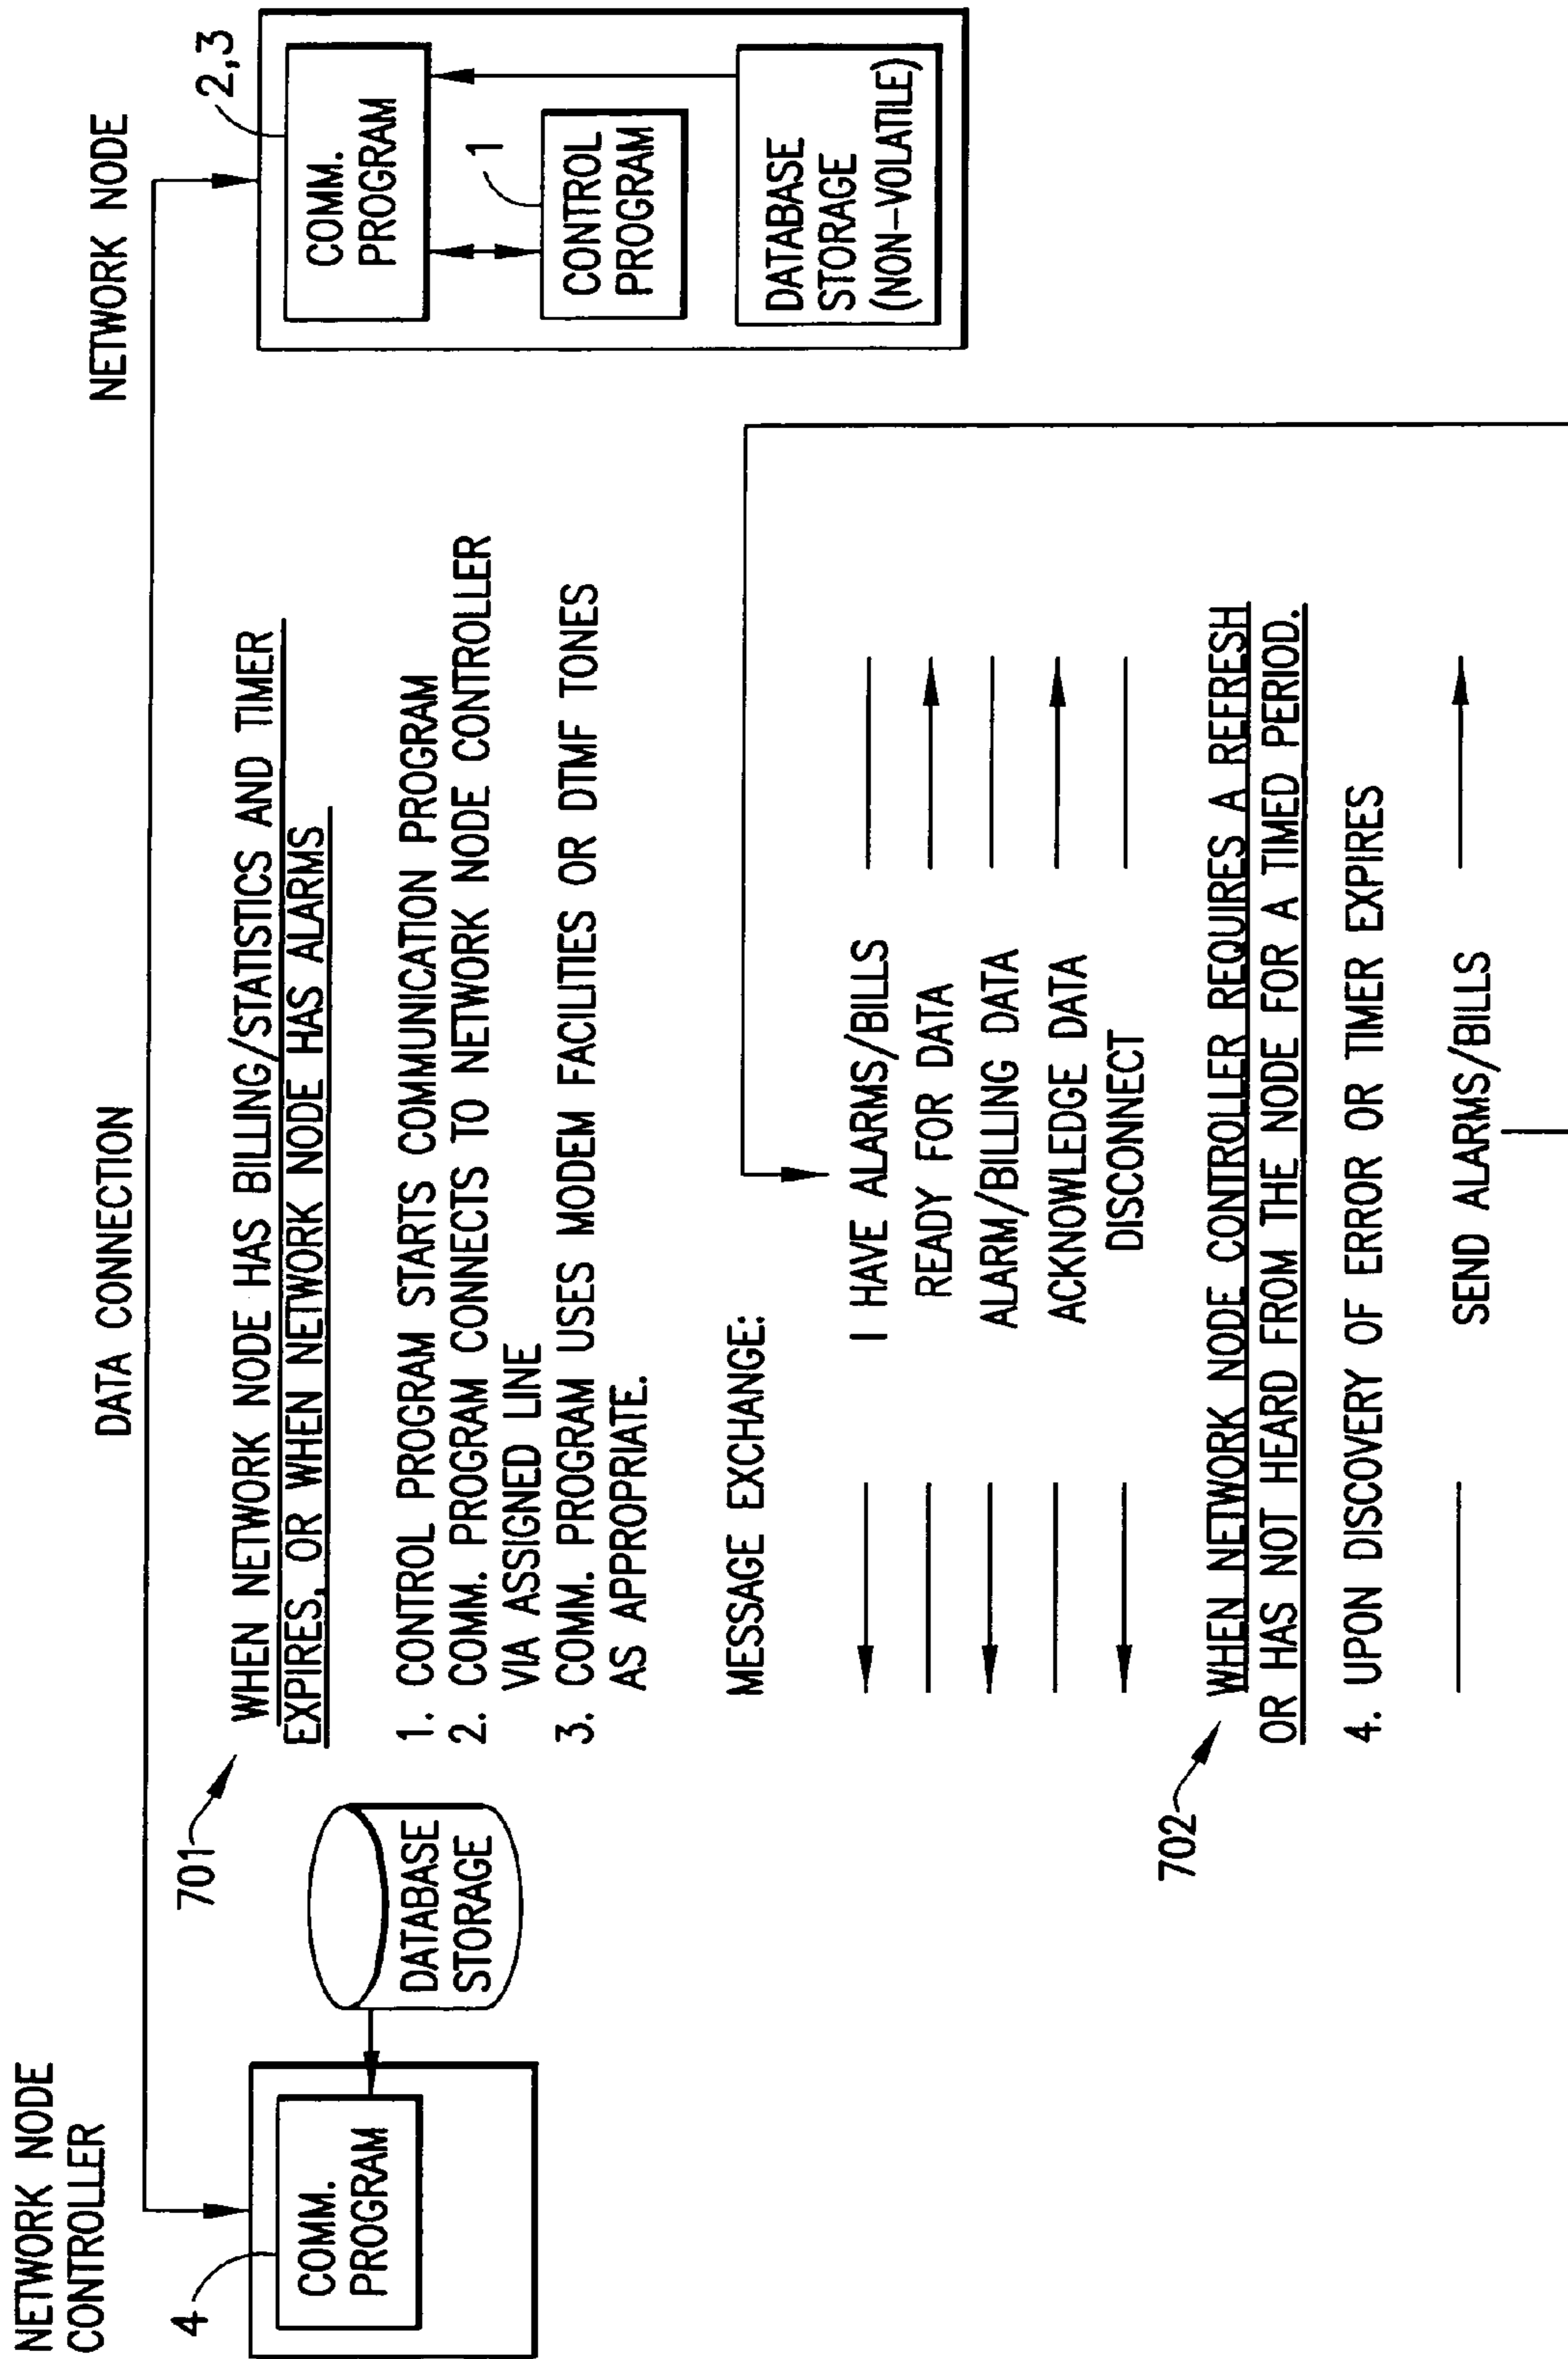 NETWORK NODE
CONTROLLER
DATA CONNECTION
NETWORK NODE
4
COMM.
PROGRAM
DATABASE
STORAGE
2,3
COMM.
PROGRAM
1
CONTROL
PROGRAM
DATABASE
STORAGE
(NON-VOLATILE)
701
WHEN NETWORK NODE HAS BILLING/STATISTICS AND TIMER
EXPIRES, OR WHEN NETWORK NODE HAS ALARMS
1. CONTROL PROGRAM STARTS COMMUNICATION PROGRAM
2. COMM. PROGRAM CONNECTS TO NETWORK NODE CONTROLLER
VIA ASSIGNED LINE
3. COMM. PROGRAM USES MODEM FACILITIES OR DTMF TONES
AS APPROPRIATE.
MESSAGE EXCHANGE:
I HAVE ALARMS/BILLS
READY FOR DATA
ALARM/BILLING DATA
ACKNOWLEDGE DATA
DISCONNECT
702
WHEN NETWORK NODE CONTROLLER REQUIRES A REFRESH
OR HAS NOT HEARD FROM THE NODE FOR A TIMED PERIOD.
4. UPON DISCOVERY OF ERROR OR TIMER EXPIRES
SEND ALARMS/BILLS